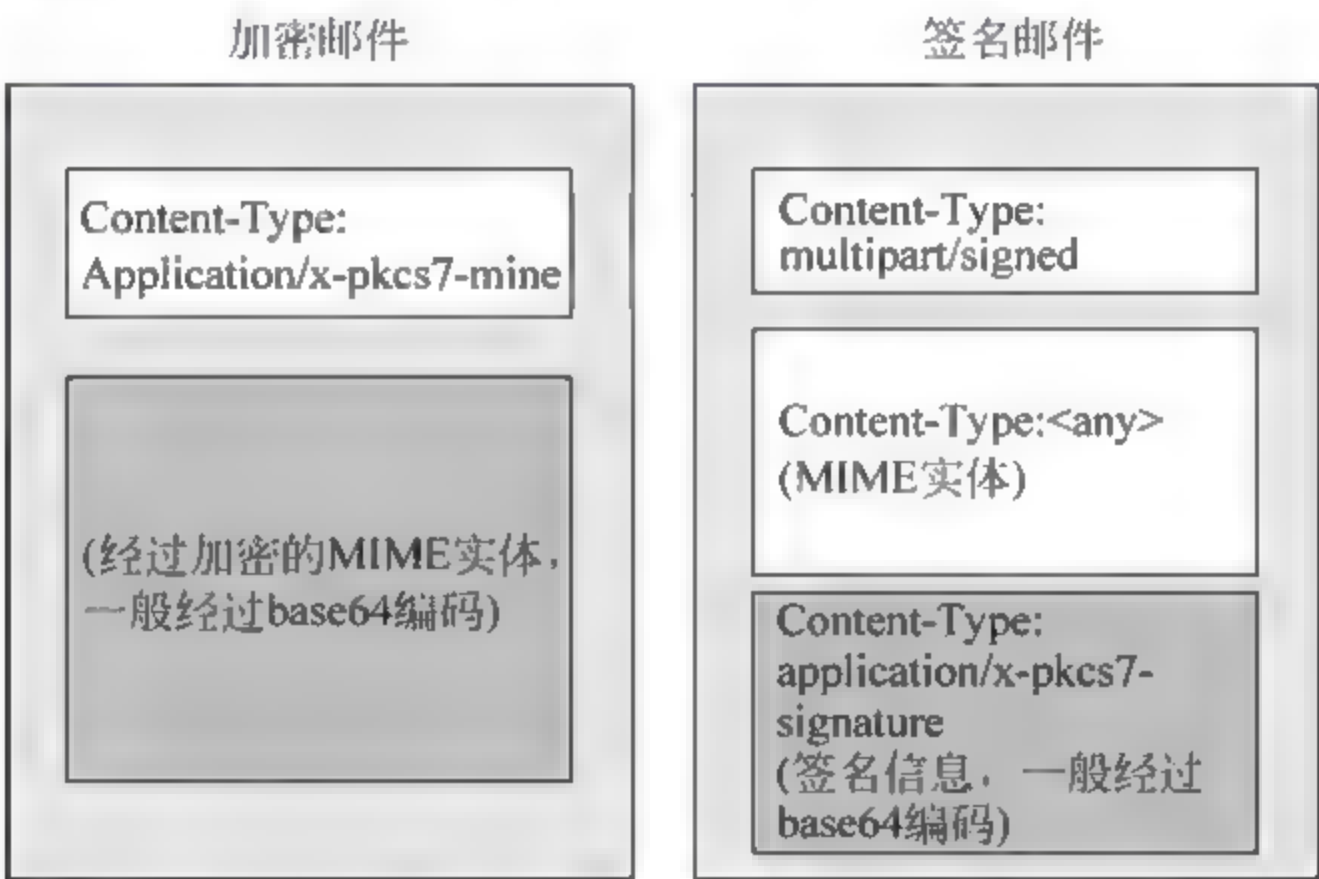 加密邮件
Content-Type:
Application/x-pkcs7-mine
(经过加密的MIME实体，
一般经过base64编码)
签名邮件
Content-Type:
multipart/signed
Content-Type:<any>
(MIME实体)
Content-Type:
application/x-pkcs7-
signature
(签名信息，一般经过
base64编码)